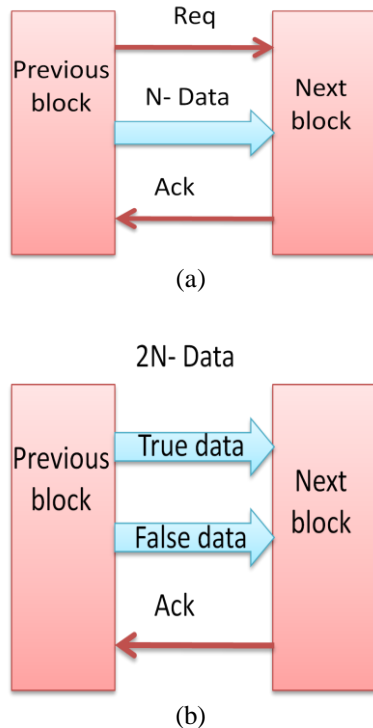 Req
Previous
block
N- Data
Next
block
Ack
(a)
2N- Data
True data
Previous
block
Next
block
False data
Ack
(b)